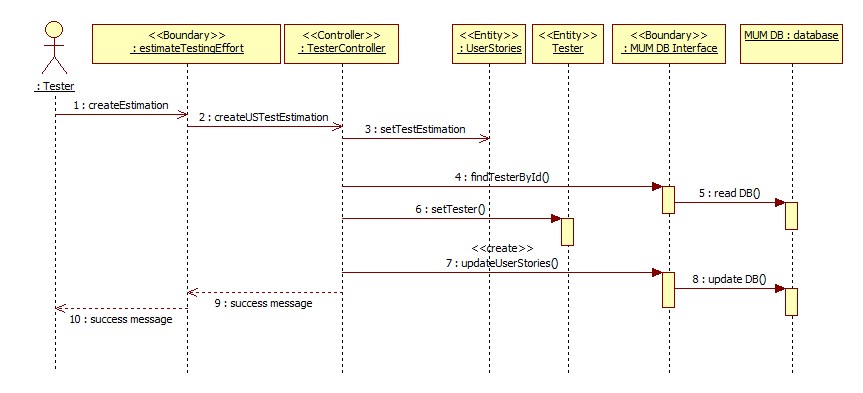 <<Boundary>>
: estimateTestingEffort
<<Controller>>
: TesterController
<<Entity>>
: UserStories
<<Entity>>
Tester
<<Boundary>>
: MUM DB Interface
MUM DB : database
: Tester
1 : createEstimation
2 : createUSTestEstimation
3 : setTestEstimation
4 : findTesterById()
5 : read DB()
6 : setTester()
<<create>>
7 : updateUserStories()
8 : update DB()
9 : success message
10 : success message